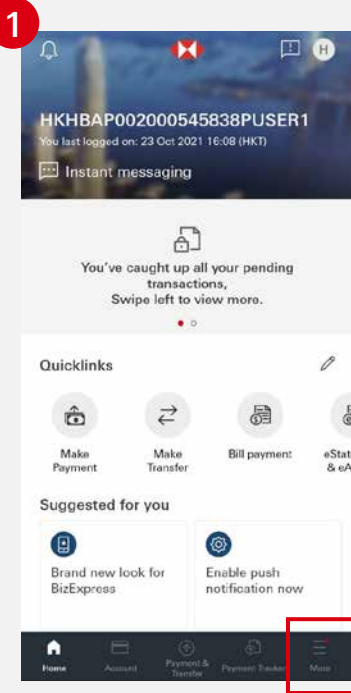 1
H
HKHBAP002000545838PUSER1
You last logged on: 23 Oct 2021 16:08 (HKT)
Instant messaging
You've caught up all your pending
transactions,
Swipe left to view more.
Quicklinks
Make
Payment
Make
Transfer
Bill payment
eState
& eA
Suggested for you
Brand new look for
BizExpress
Enable push
notification now
Home
Account
Payment &
Transfer
Payment Tracker
More